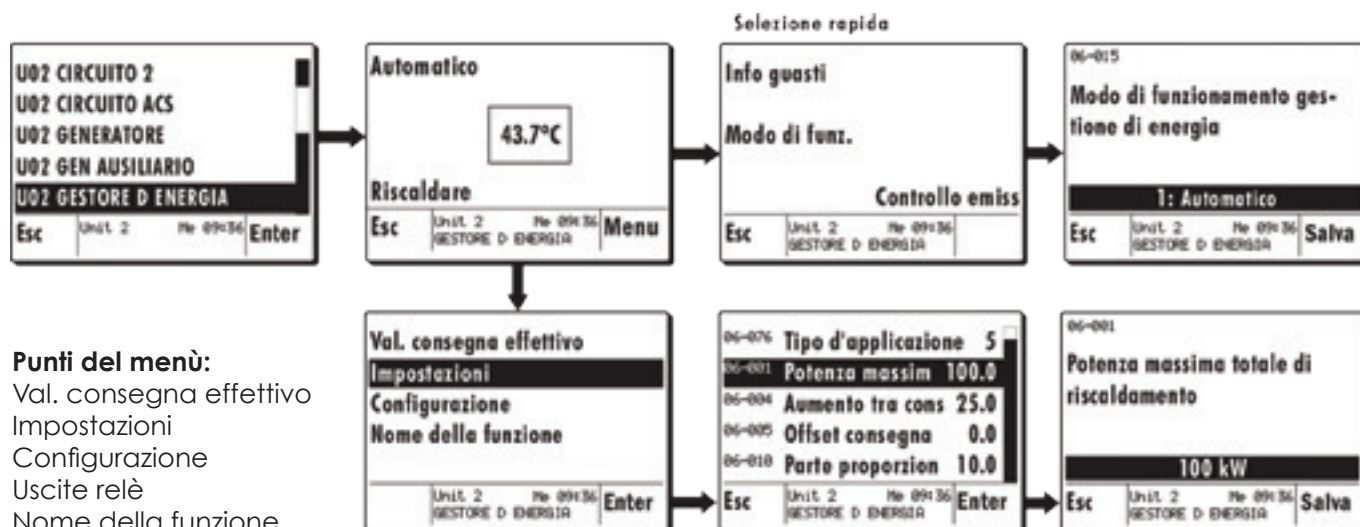 Selezione rapida
U02 CIRCUITO 2
U02 CIRCUITO ACS
U02 GENERATORE
U02 GEN AUSILIARIO
U02 GESTORE D ENERGIA
Esc
Unit 2 Me 09:36
Enter
Automatico
43.7°C
Riscaldare
Esc
Unit 2 Me 09:36
GESTORE D ENERGIA
Menu
Info guasti
Modo di funz.
Controllo emiss
Esc
Unit 2 Me 09:36
GESTORE D ENERGIA
06-015
Modo di funzionamento ges-
tione di energia
1: Automatico
Esc
Unit 2 Me 09:36
GESTORE D ENERGIA
Salva
Punti del menù:
Val. consegna effettivo
Impostazioni
Configurazione
Uscite relè
Nome della funzione
Val. consegna effettivo
Impostazioni
Configurazione
Nome della funzione
Unit 2 Me 09:36
GESTORE D ENERGIA
Enter
06-076 Tipo d'applicazione 5
06-001 Potenza massim 100.0
06-004 Aumento tra cons 25.0
06-005 Offset consegna 0.0
06-010 Parte proporzion 10.0
Esc
Unit 2 Me 09:36
GESTORE D ENERGIA
Enter
06-001
Potenza massima totale di
riscaldamento
100 kW
Esc
Unit 2 Me 09:36
GESTORE D ENERGIA
Salva